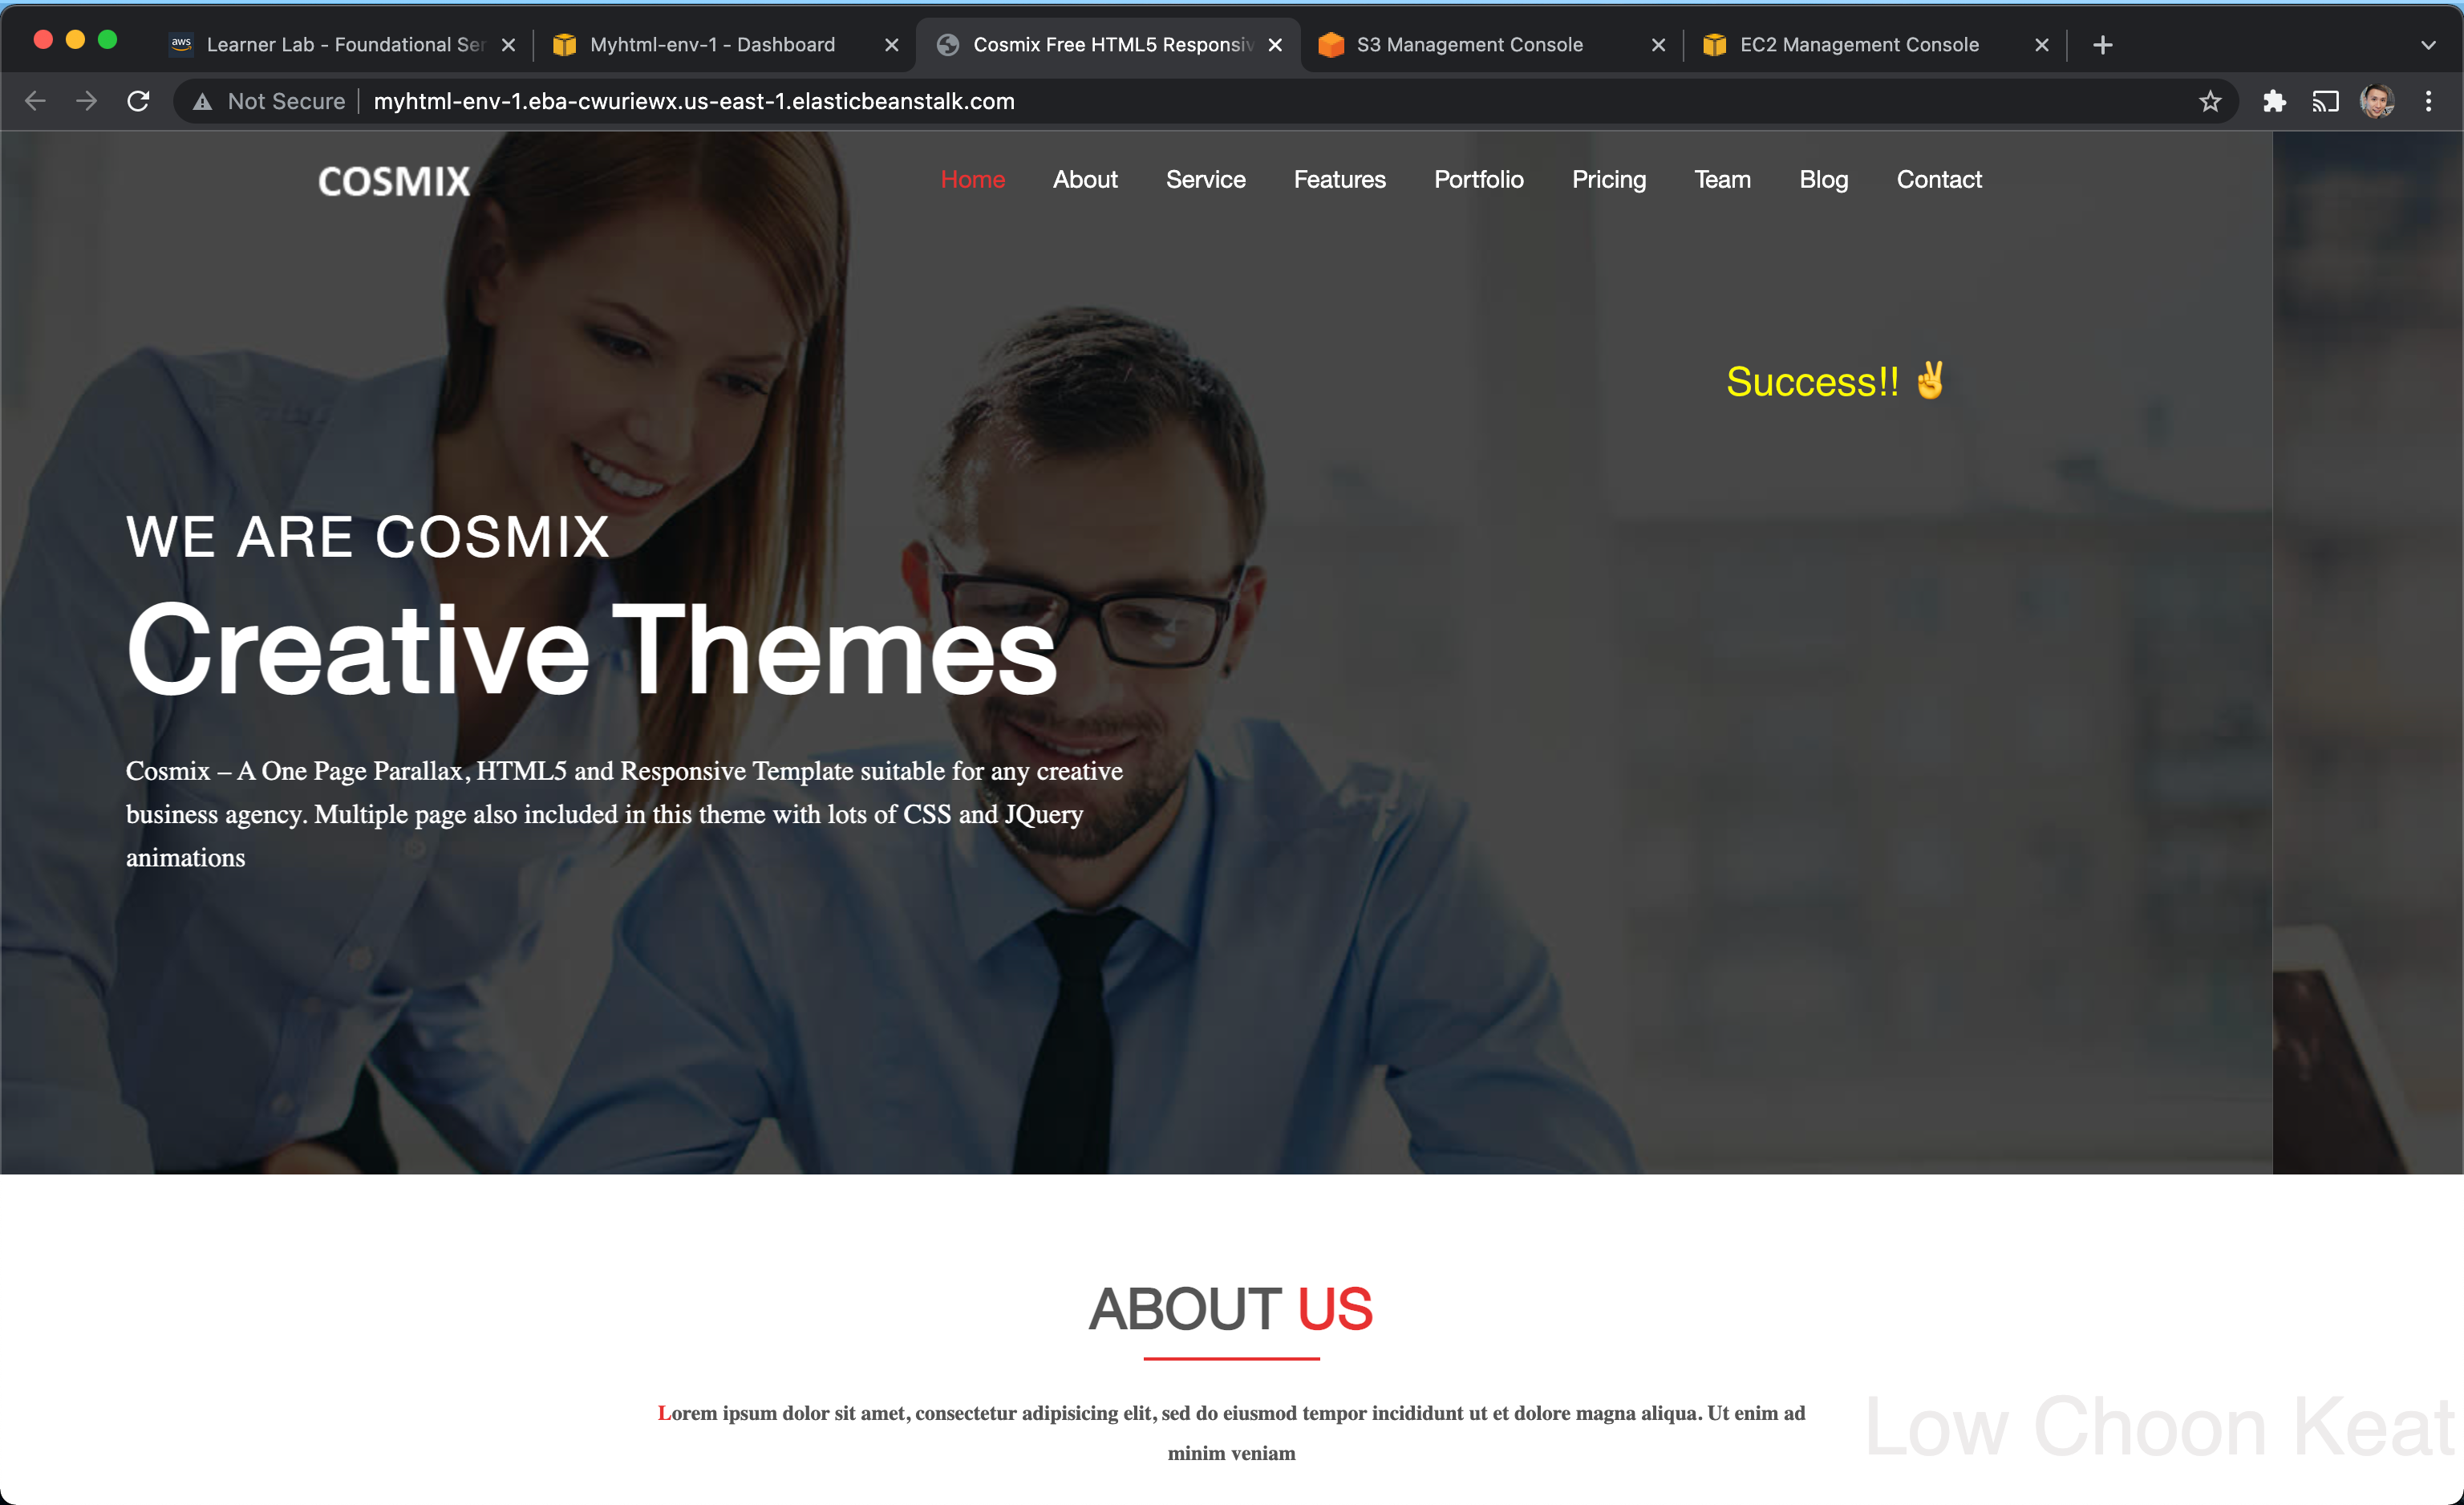 aws Learner Lab - Foundational Ser
Myhtml-env-1 - Dashboard
Cosmix Free HTML5 Responsiv
S3 Management Console
EC2 Management Console
Not Secure
myhtml-env-1.eba-cwuriewx.us-east-1.elasticbeanstalk.com
COSMIX
Home About Service Features Portfolio Pricing Team Blog Contact
Success!! ✌
WE ARE COSMIX
Creative Themes
Cosmix – A One Page Parallax, HTML5 and Responsive Template suitable for any creative
business agency. Multiple page also included in this theme with lots of CSS and JQuery
animations
ABOUT US
Lorem ipsum dolor sit amet, consectetur adipisicing elit, sed do eiusmod tempor incididunt ut et dolore magna aliqua. Ut enim ad
minim veniam
Low Choon Keat